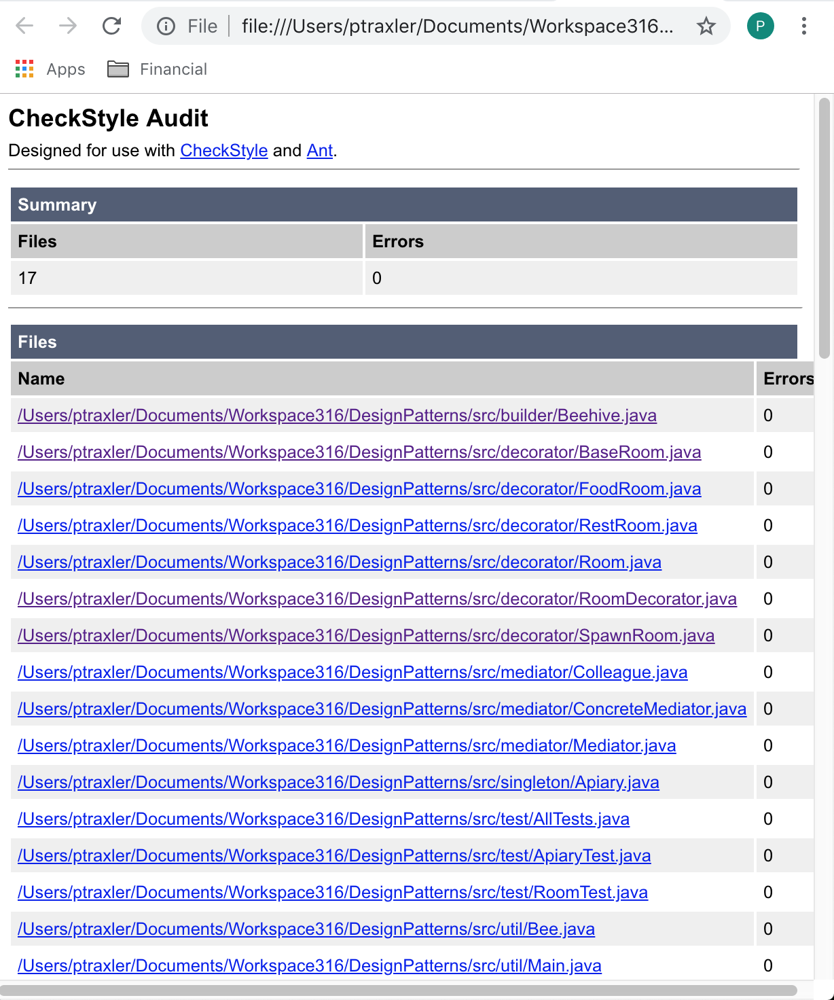 File file:///Users/ptraxler/Documents/Workspace316... P
Apps Financial
CheckStyle Audit
Designed for use with CheckStyle and Ant.
Summary
Files Errors
17 0
Files
Name Errors
/Users/ptraxler/Documents/Workspace316/DesignPatterns/src/builder/Beehive.java 0
/Users/ptraxler/Documents/Workspace316/DesignPatterns/src/decorator/BaseRoom.java 0
/Users/ptraxler/Documents/Workspace316/DesignPatterns/src/decorator/FoodRoom.java 0
/Users/ptraxler/Documents/Workspace316/DesignPatterns/src/decorator/RestRoom.java 0
/Users/ptraxler/Documents/Workspace316/DesignPatterns/src/decorator/Room.java 0
/Users/ptraxler/Documents/Workspace316/DesignPatterns/src/decorator/RoomDecorator.java 0
/Users/ptraxler/Documents/Workspace316/DesignPatterns/src/decorator/SpawnRoom.java 0
/Users/ptraxler/Documents/Workspace316/DesignPatterns/src/mediator/Colleague.java 0
/Users/ptraxler/Documents/Workspace316/DesignPatterns/src/mediator/ConcreteMediator.java 0
/Users/ptraxler/Documents/Workspace316/DesignPatterns/src/mediator/Mediator.java 0
/Users/ptraxler/Documents/Workspace316/DesignPatterns/src/singleton/Apiary.java 0
/Users/ptraxler/Documents/Workspace316/DesignPatterns/src/test/AllTests.java 0
/Users/ptraxler/Documents/Workspace316/DesignPatterns/src/test/ApiaryTest.java 0
/Users/ptraxler/Documents/Workspace316/DesignPatterns/src/test/RoomTest.java 0
/Users/ptraxler/Documents/Workspace316/DesignPatterns/src/util/Bee.java 0
/Users/ptraxler/Documents/Workspace316/DesignPatterns/src/util/Main.java 0